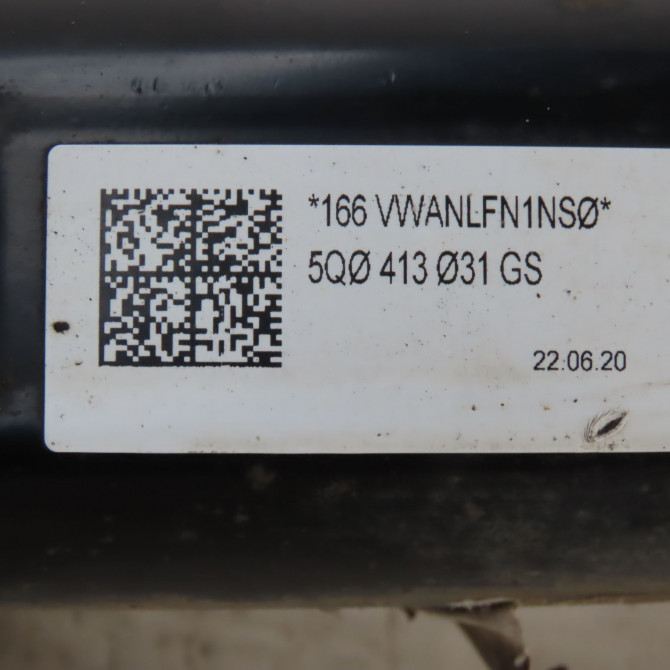 *166 VWANLFN1NSØ*
5QØ 413 Ø31 GS
22.06.20